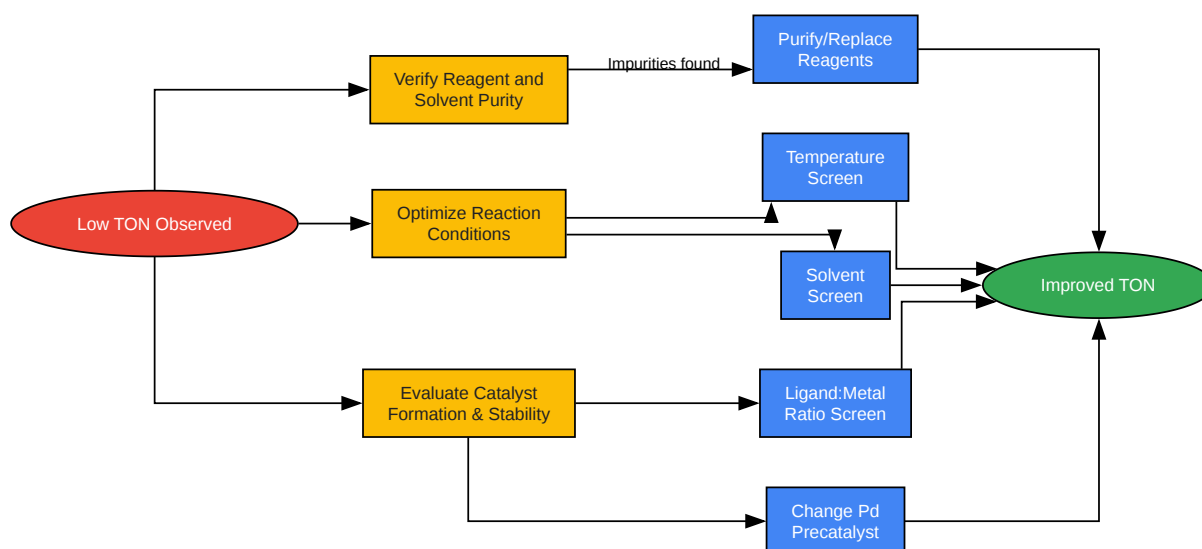 Purify/Replace
Reagents
Impurities found
Verify Reagent and
Solvent Purity
Temperature
Screen
Low TON Observed
Optimize Reaction
Conditions
Solvent
Screen
Improved TON
Evaluate Catalyst
Formation & Stability
Ligand:Metal
Ratio Screen
Change Pd
Precatalyst